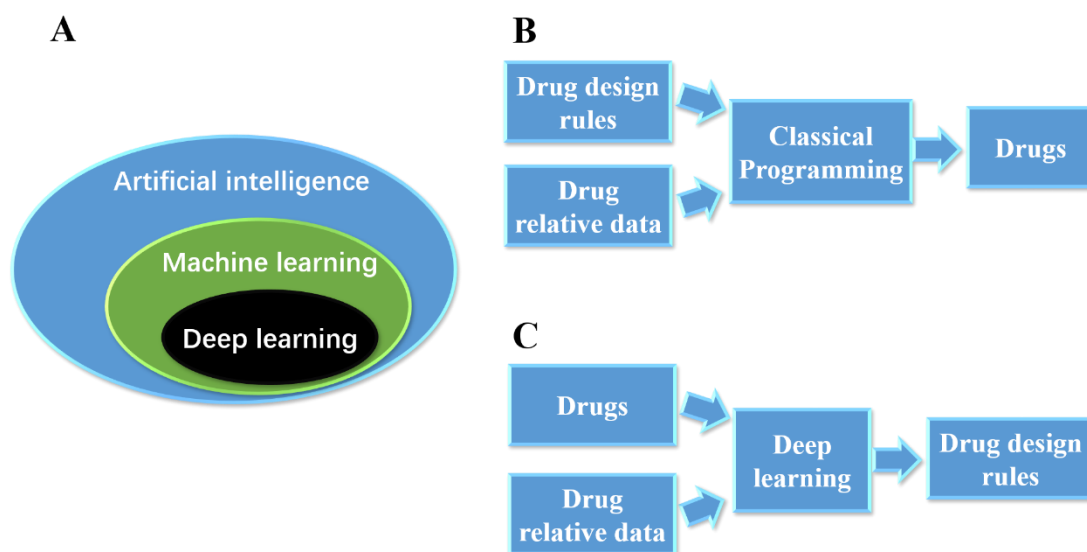 A
Artificial intelligence
Machine learning
Deep learning
B
Drug design
rules
Drug
relative data
Classical
Programming
Drugs
C
Drugs
Drug
relative data
Deep
learning
Drug design
rules